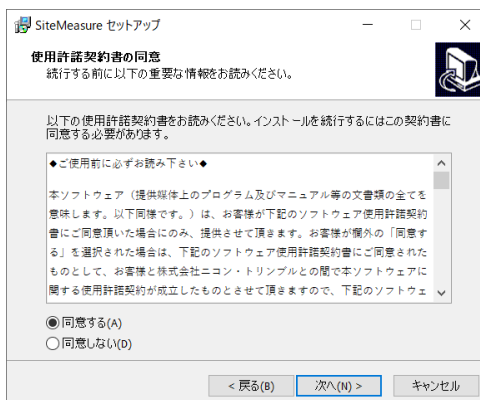 SiteMeasure セットアップ
使用許諾契約書の同意
続行する前に以下の重要な情報をお読みください。
以下の使用許諾契約書をお読みください。インストールを続行するにはこの契約書に
同意する必要があります。
◆ご使用前に必ずお読み下さい◆
本ソフトウェア（提供媒体上のプログラム及びマニュアル等の文書類の全てを
意味します。以下同様です。）は、お客様が下記のソフトウェア使用許諾契約
書にご同意頂いた場合にのみ、提供させて頂きます。お客様が欄外の「同意す
る」を選択された場合は、下記のソフトウェア使用許諾契約書にご同意された
ものとして、お客様と株式会社ニコン・トリンブルとの間で本ソフトウェアに
関する使用許諾契約が成立したものとさせて頂きますので、下記のソフトウェ
同意する(A)
同意しない(D)
< 戻る(B) 次へ(N) > キャンセル